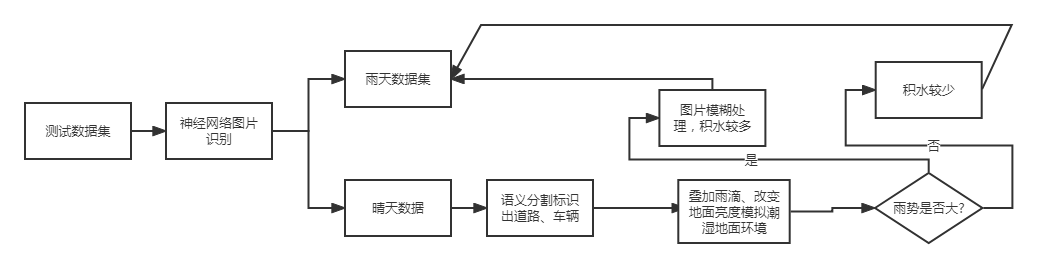 测试数据集
神经网络图片
识别
雨天数据集
晴天数据
语义分割标识
出道路、车辆
叠加雨滴、改变
地面亮度模拟潮
湿地面环境
雨势是否大?
是
图片模糊处
理，积水较多
否
积水较少